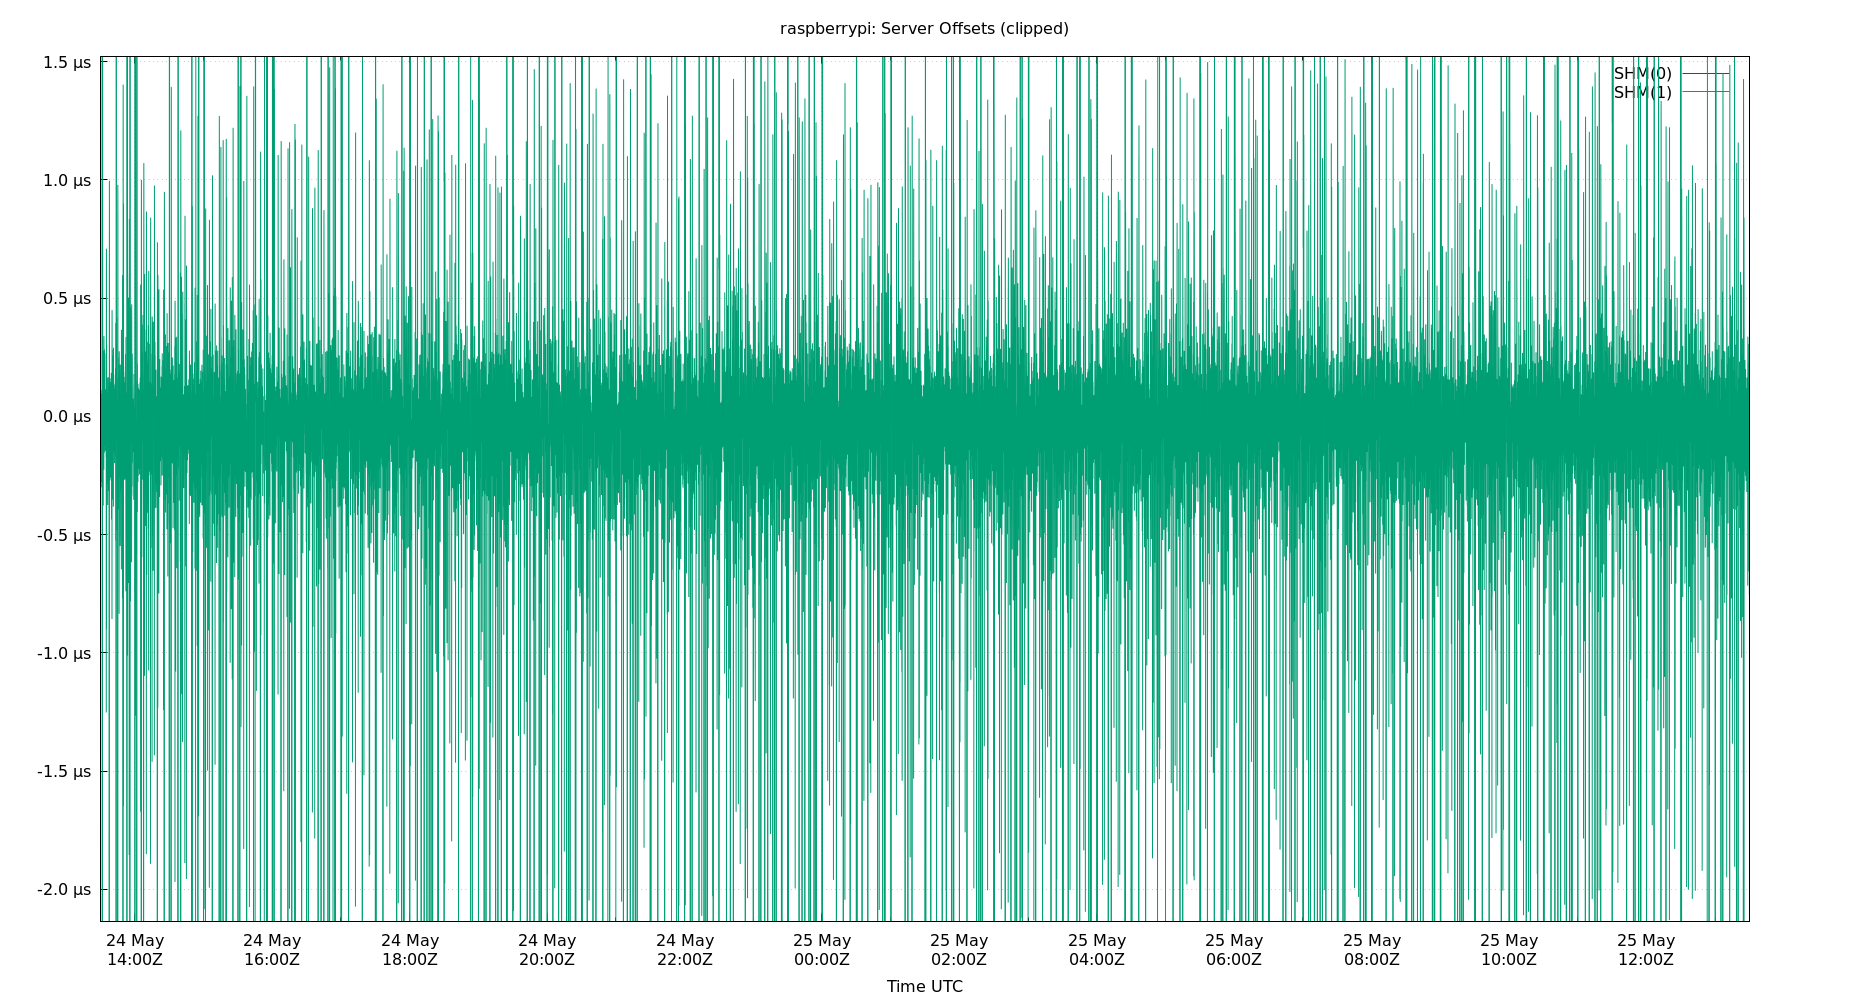 raspberrypi: Server Offsets (clipped)
1.5 µs
1.0 µs
0.5 µs
0.0 µs
-0.5 µs
-1.0 µs
-1.5 µs
-2.0 µs
SHM(0)
SHM(1)
24 May 24 May 24 May 24 May 24 May 25 May 25 May 25 May 25 May 25 May 25 May 25 May
14:00Z 16:00Z 18:00Z 20:00Z 22:00Z 00:00Z 02:00Z 04:00Z 06:00Z 08:00Z 10:00Z 12:00Z
Time UTC